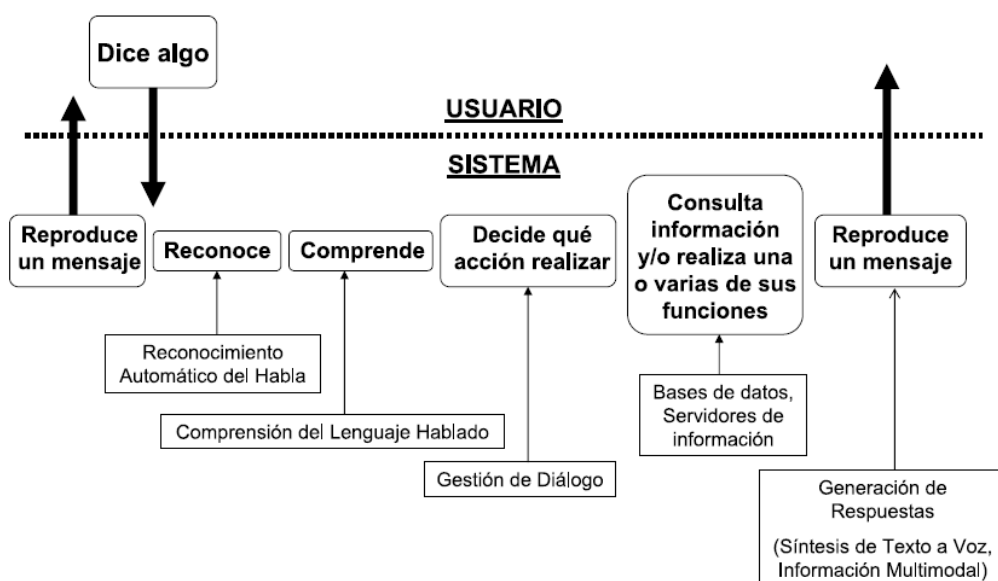 Dice algo
USUARIO
SISTEMA
Reproduce
un mensaje
Reconoce
Comprende
Decide qué
acción realizar
Consulta
información
y/o realiza una
o varias de sus
funciones
Reproduce
un mensaje
Reconocimiento
Automático del Habla
Comprensión del Lenguaje Hablado
Gestión de Diálogo
Bases de datos,
Servidores de
información
Generación de
Respuestas
(Síntesis de Texto a Voz,
Información Multimodal)